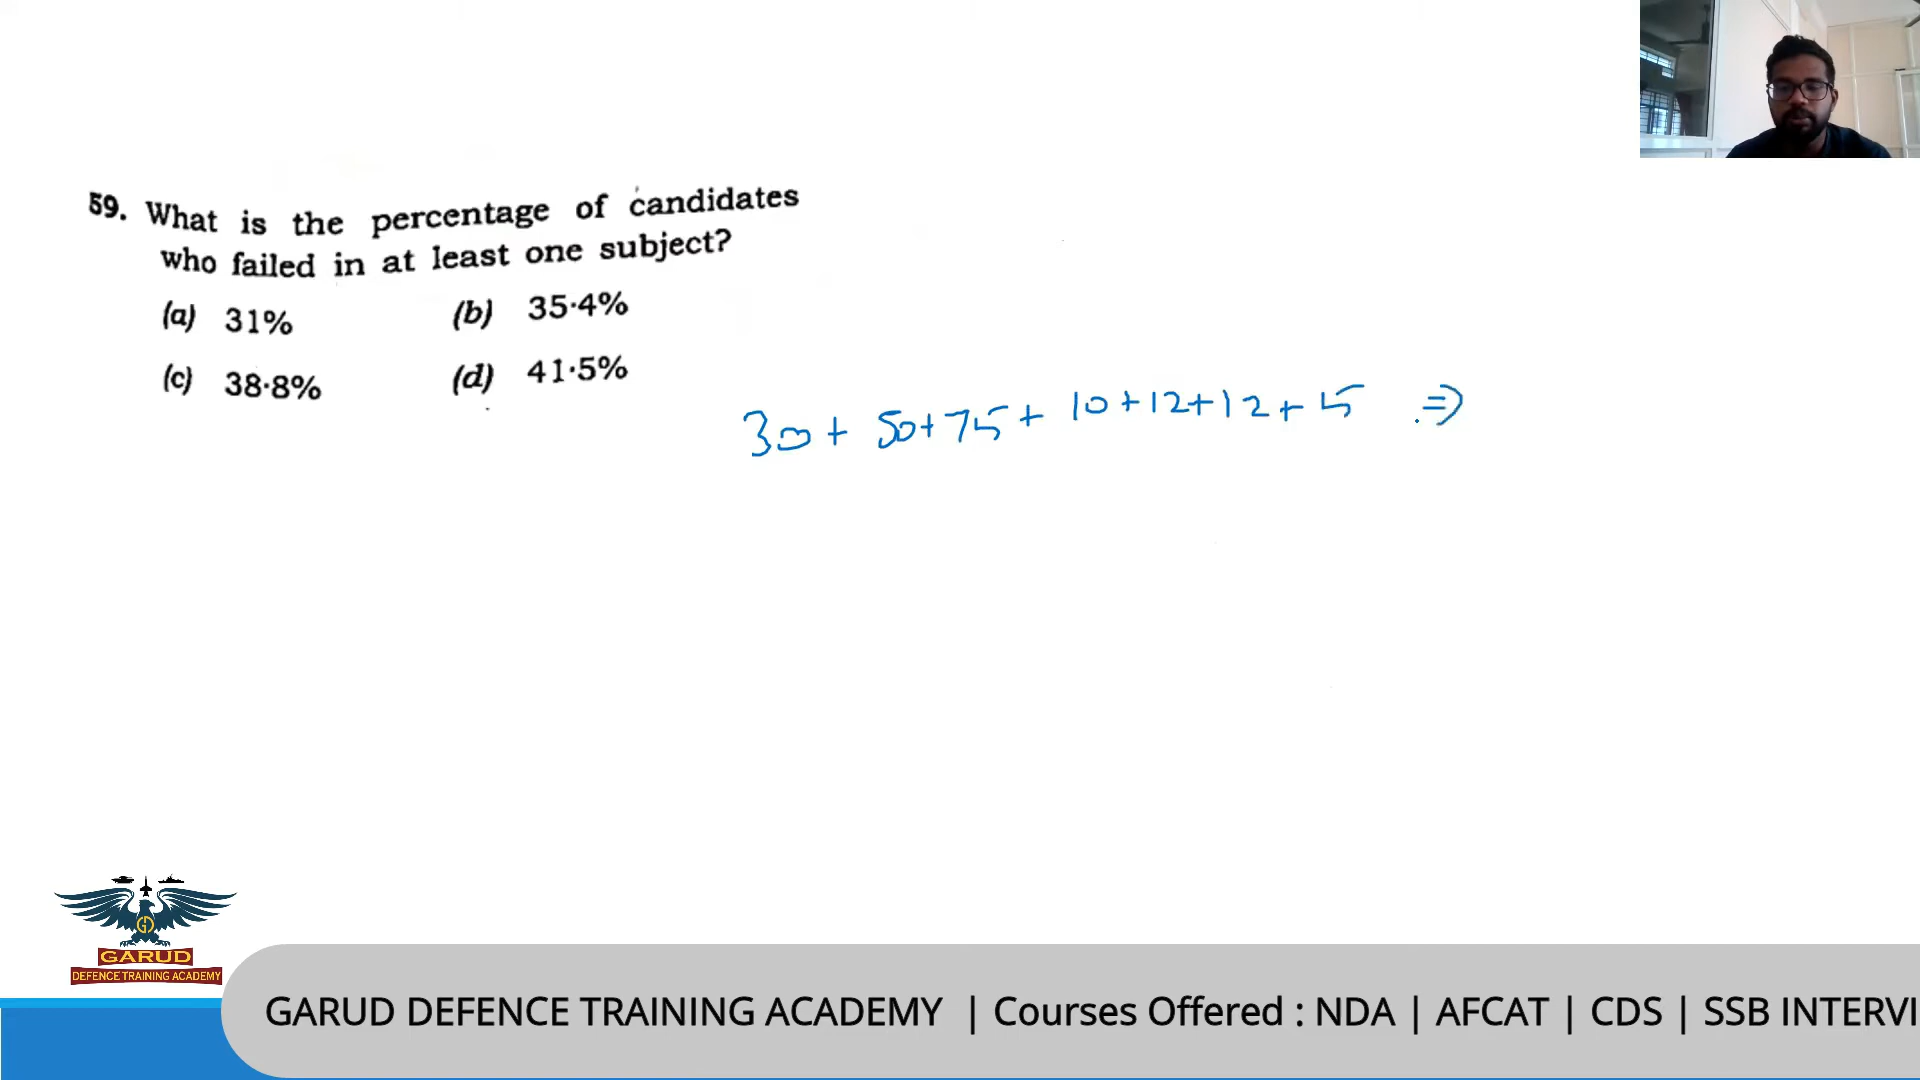 59. What is the percentage of candidates
who failed in at least one subject?
(a) 31% (b) 35·4%
(c) 38·8% (d) 41·5%
30 + 50+75 + 10+12+12+5 ⇒
GARUD
DEFENCE TRAINING ACADEMY
GARUD DEFENCE TRAINING ACADEMY | Courses Offered : NDA | AFCAT | CDS | SSB INTERVI